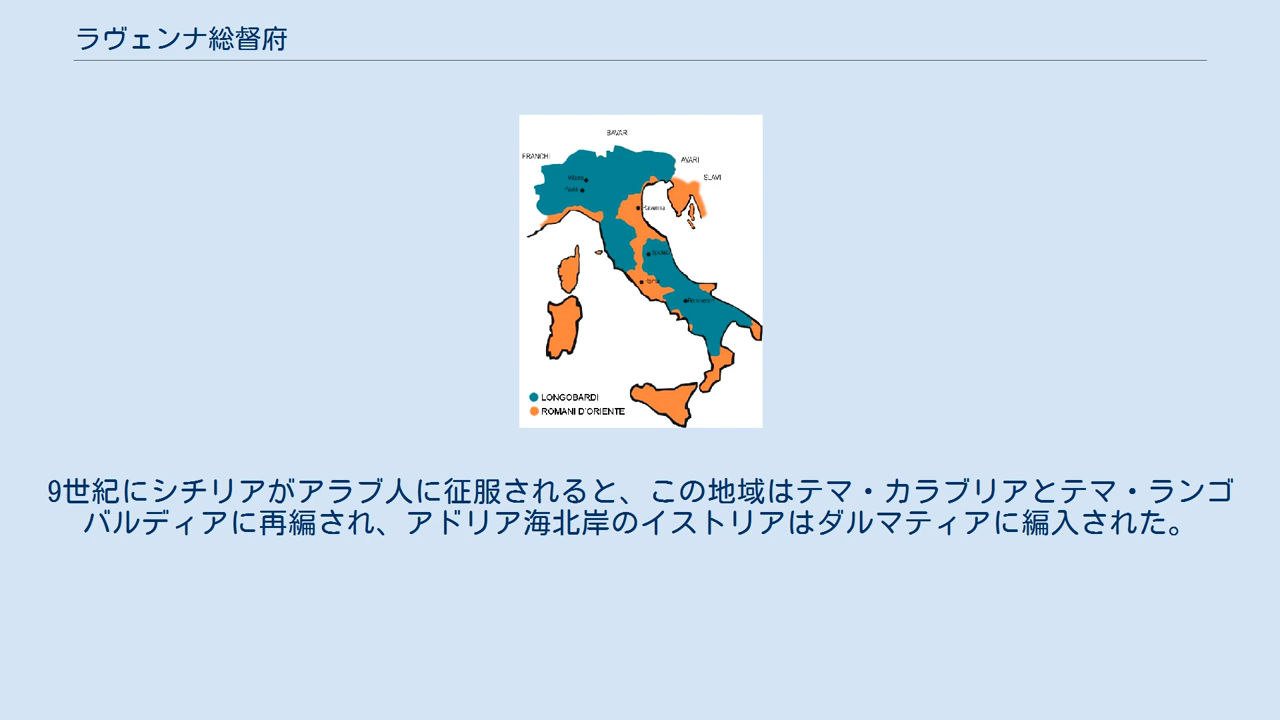 ラヴェンナ総督府
BAVARI
FRANCHI
AVARI
SLAVI
Ravenna
Roma
LONGOBARDI
ROMANI D'ORIENTE
9世紀にシチリアがアラブ人に征服されると、この地域はテマ・カラブリアとテマ・ランゴ
バルディアに再編され、アドリア海北岸のイストリアはダルマティアに編入された。